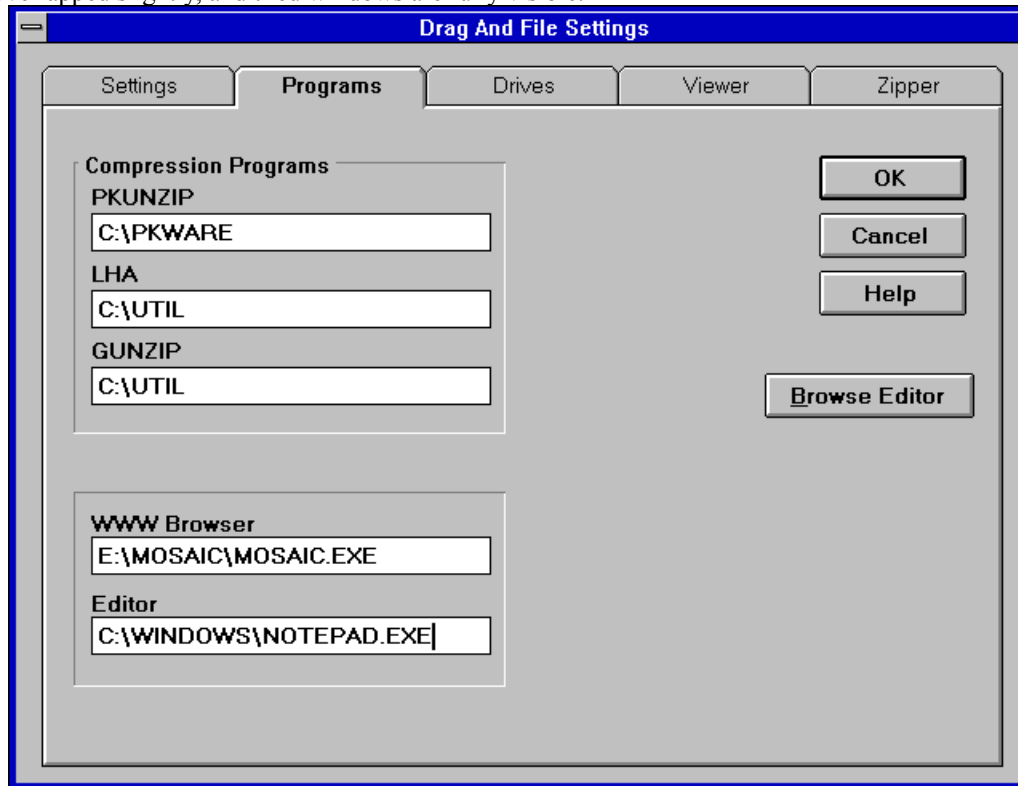 Drag And File Settings
Settings Programs Drives Viewer Zipper
Compression Programs
PKUNZIP
C:\PKWARE
LHA
C:\UTIL
GUNZIP
C:\UTIL
OK
Cancel
Help
Browse Editor
WWW Browser
E:\MOSAIC\MOSAIC.EXE
Editor
C:\WINDOWS\NOTEPAD.EXE